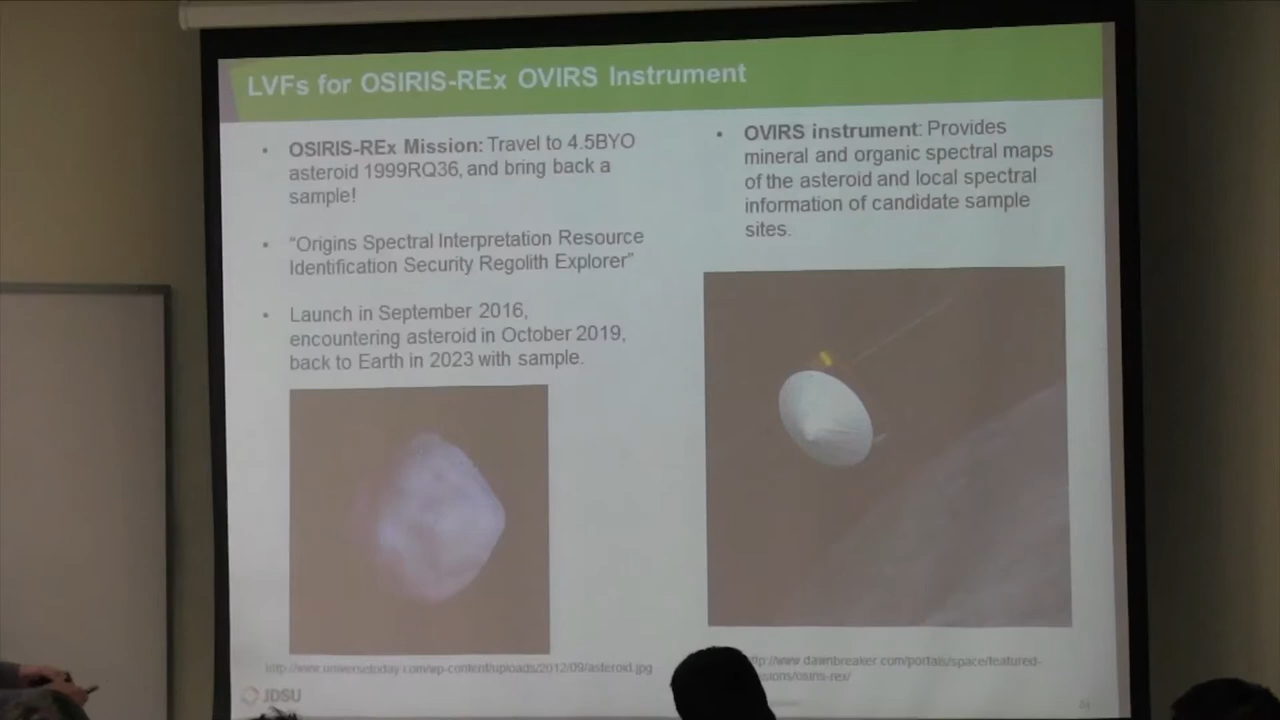 LVFs for OSIRIS-REx OVIRS Instrument
• OSIRIS-REx Mission: Travel to 4.5BYO
asteroid 1999RQ36, and bring back a
sample!
• “Origins Spectral Interpretation Resource
Identification Security Regolith Explorer”
• Launch in September 2016,
encountering asteroid in October 2019,
back to Earth in 2023 with sample.
http://www.universetoday.com/wp-content/uploads/2012/09/asteroid.jpg
• OVIRS instrument: Provides
mineral and organic spectral maps
of the asteroid and local spectral
information of candidate sample
sites.
tp://www.dawnbreaker.com/portals/space/featured-
ssions/osiris-rex/
JDSU